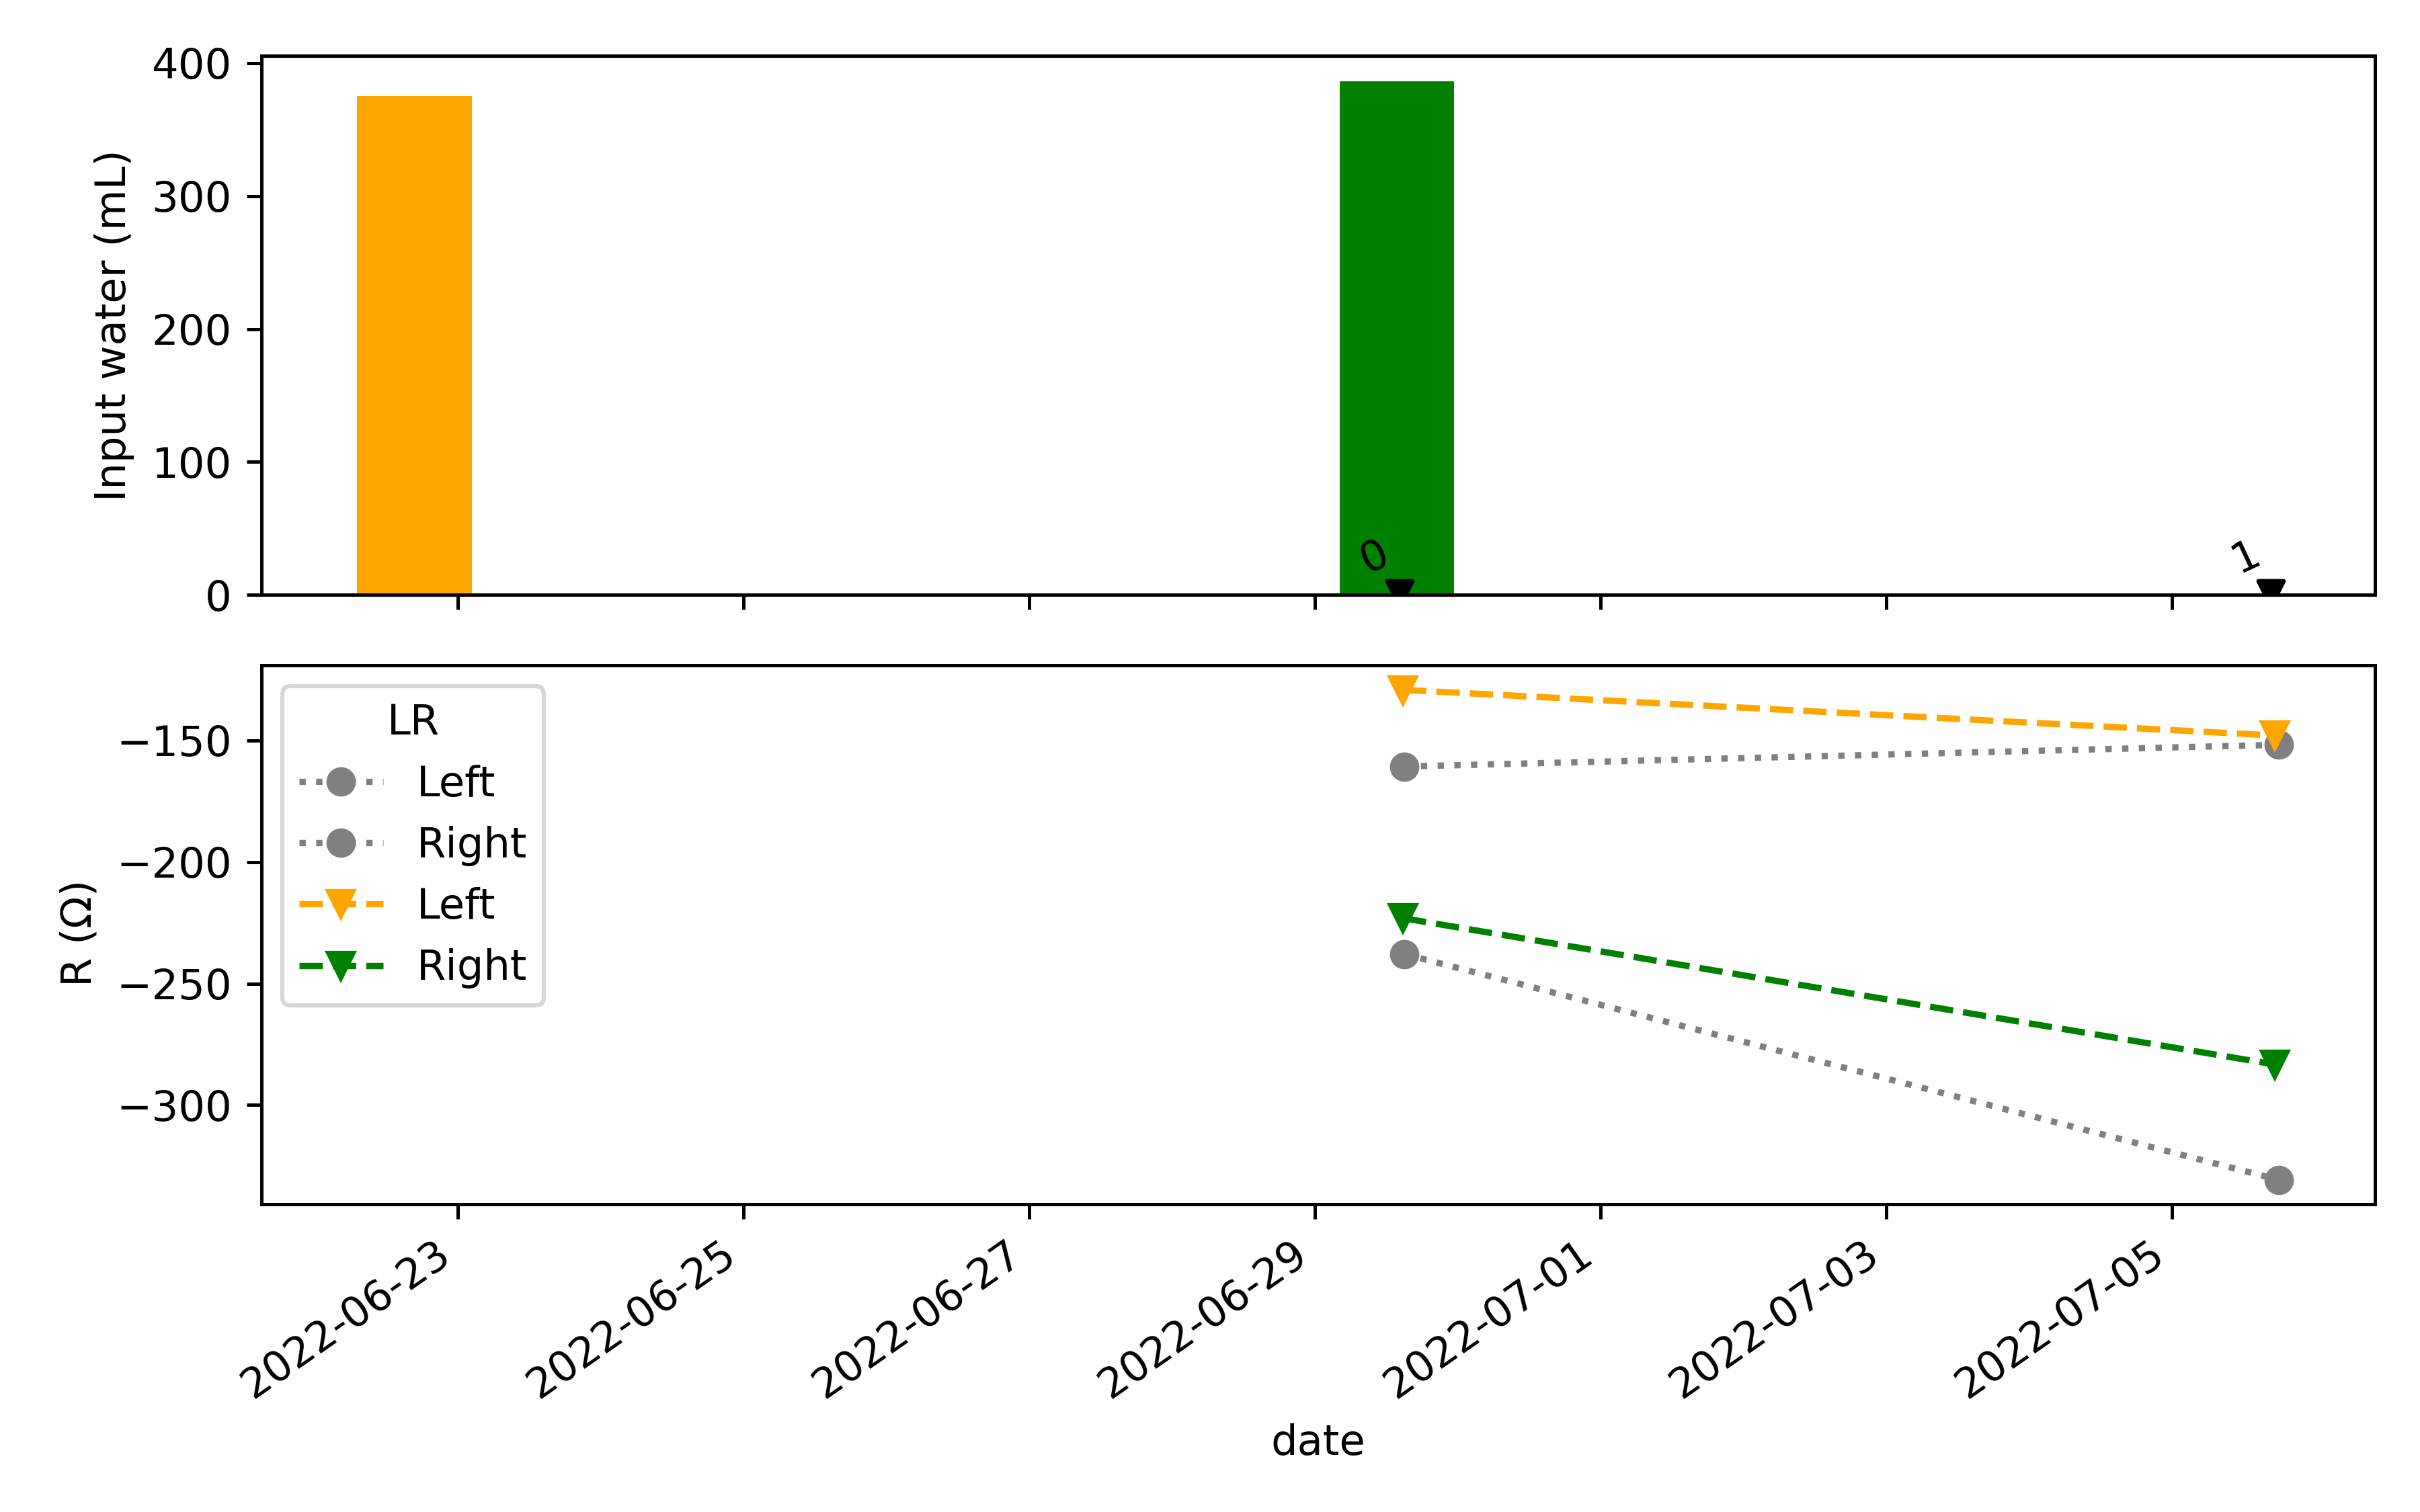 400
300
200
100
0
Input water (mL)
0
1
−150
−200
−250
−300
R (Ω)
LR
Left
Right
Left
Right
2022-06-23
2022-06-25
2022-06-27
2022-06-29
2022-07-01
2022-07-03
2022-07-05
date